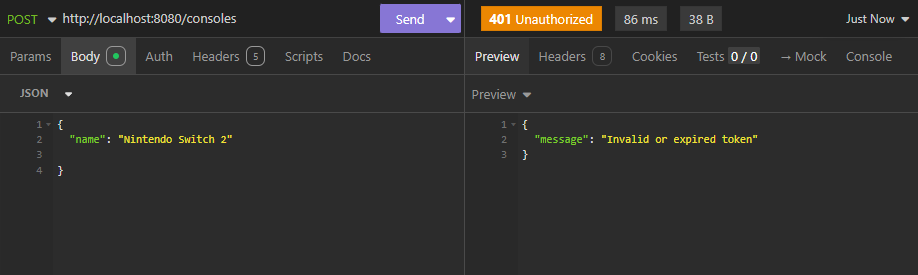 POST http://localhost:8080/consoles Send 401 Unauthorized 86 ms 38 B Just Now
Params Body Auth Headers 5 Scripts Docs Preview Headers 8 Cookies Tests 0 / 0 → Mock Console
JSON
Preview
1 {
2 "name": "Nintendo Switch 2"
3
4 }
1 {
2 "message": "Invalid or expired token"
3 }